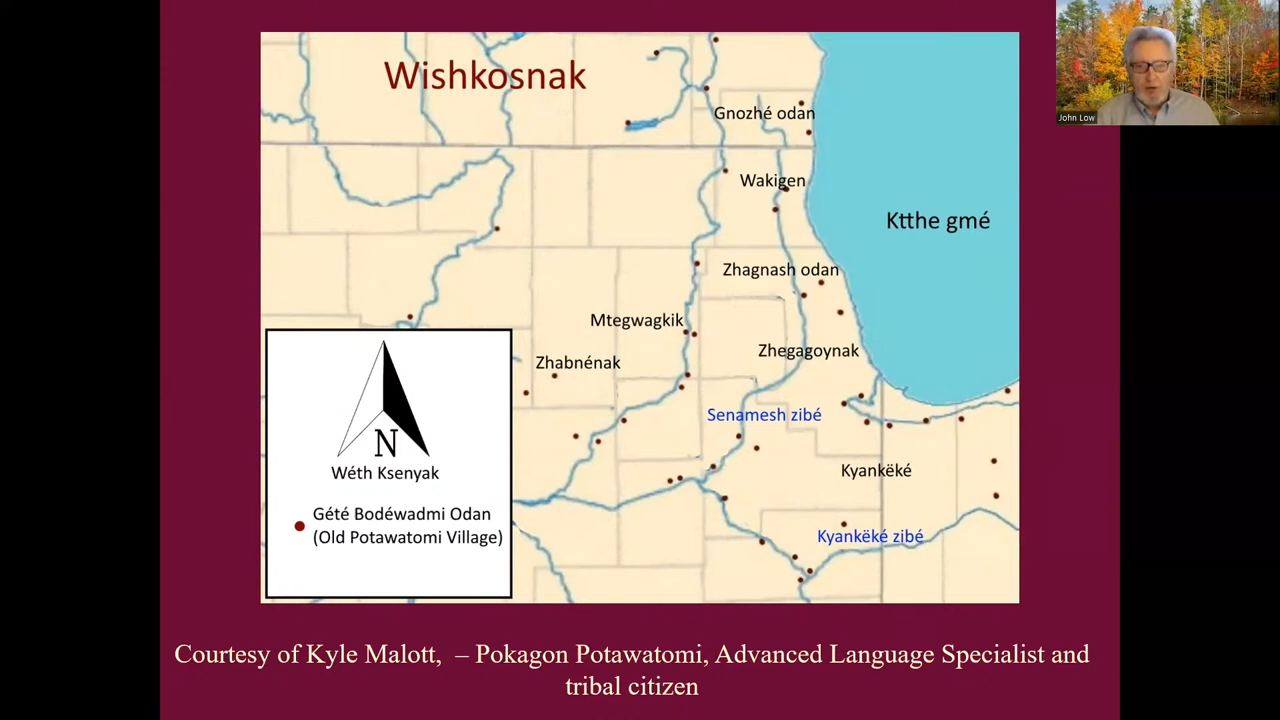 Wishkosnak
John Low
Gnozhé odan
Wakigen
Ktthe gmé
Zhagnash odan
Mtegwagkik
Zhegagoynak
Zhabnénak
Senamesh zibé
Kyankëké
Kyankëké zibé
N
Wéth Ksenyak
Gété Bodéwadmi Odan
(Old Potawatomi Village)
Courtesy of Kyle Malott,  – Pokagon Potawatomi, Advanced Language Specialist and
tribal citizen